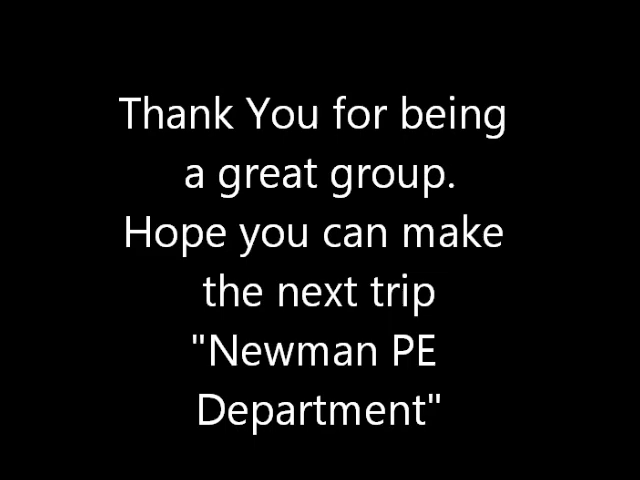 Thank You for being
a great group.
Hope you can make
the next trip
"Newman PE
Department"